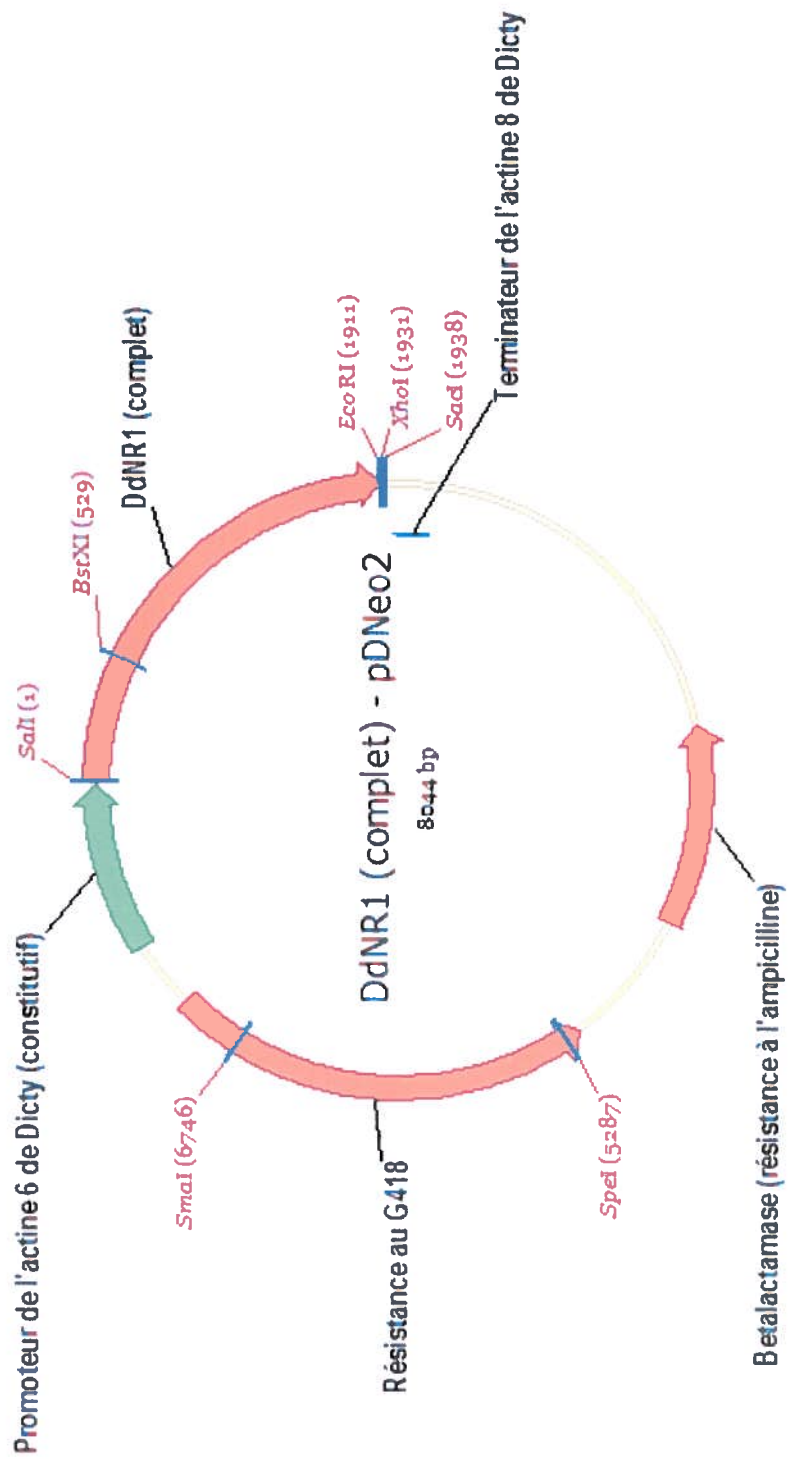 Promoteur de l'actine 6 de Dicty (constitutif)
SalI (1)
BstXI (529)
DdNR1 (complet)
EcoRI (1911)
XhoI (1931)
SacI (1938)
Terminateur de l'actine 8 de Dicty
SmaI (6746)
DdNR1 (complet) - pDNeo2
8044 bp
Résistance au G418
SpeI (5287)
Betalactamase (résistance à l'ampicilline)